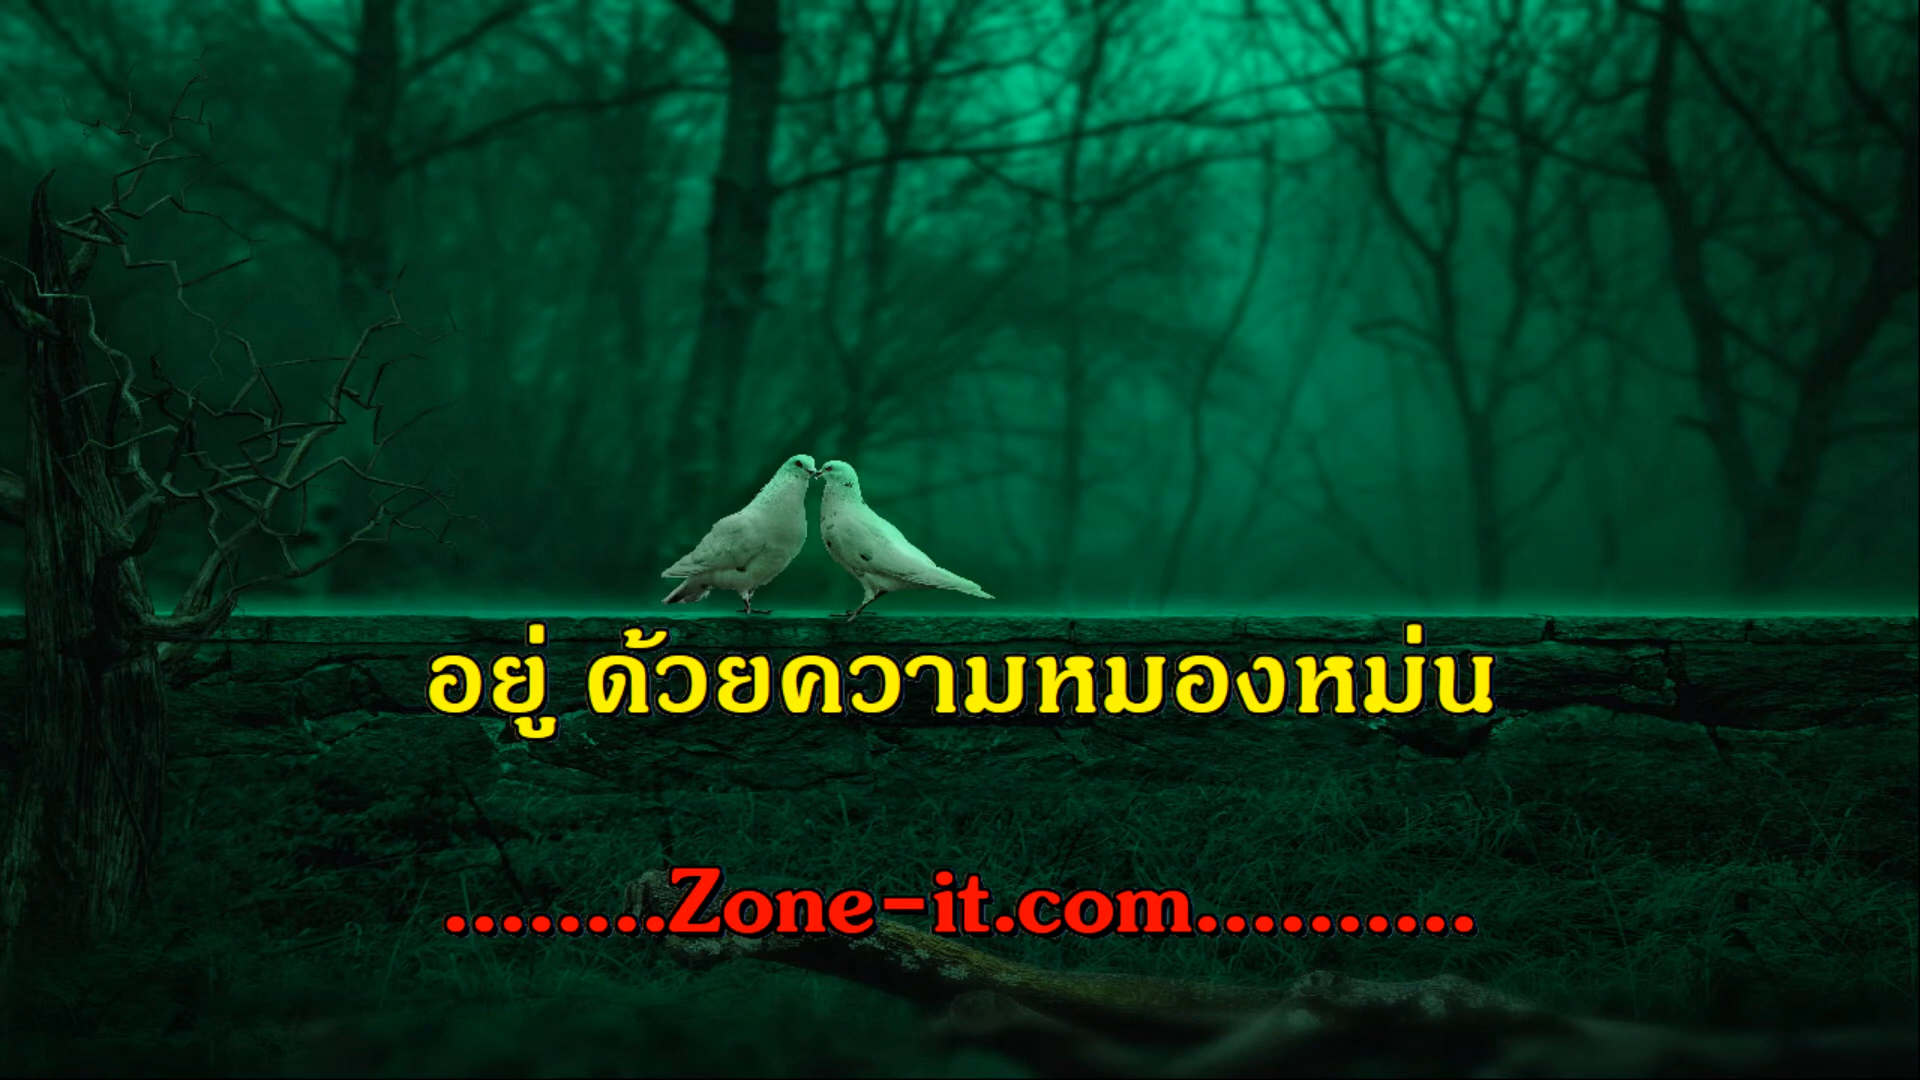 อยู่ ด้วยความหมองหม่น
........Zone-it.com..........